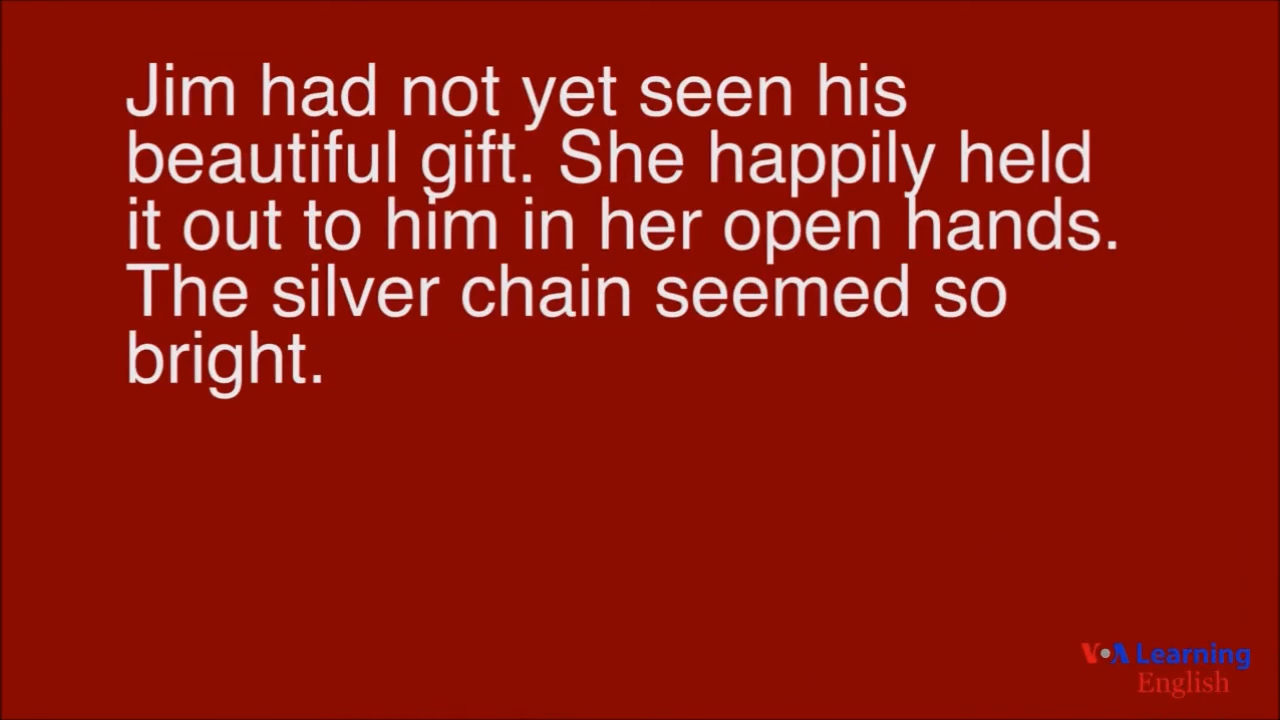 Jim had not yet seen his
beautiful gift. She happily held
it out to him in her open hands.
The silver chain seemed so
bright.
VOA Learning
English